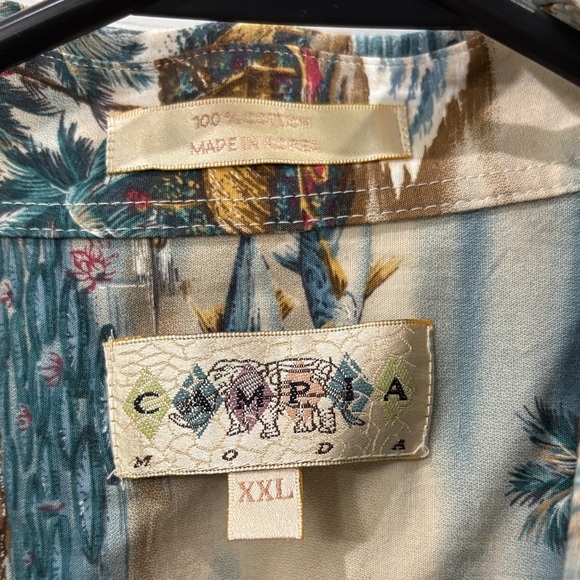 100% COTTON
MADE IN KOREA
CAMPIA
MODA
XXL